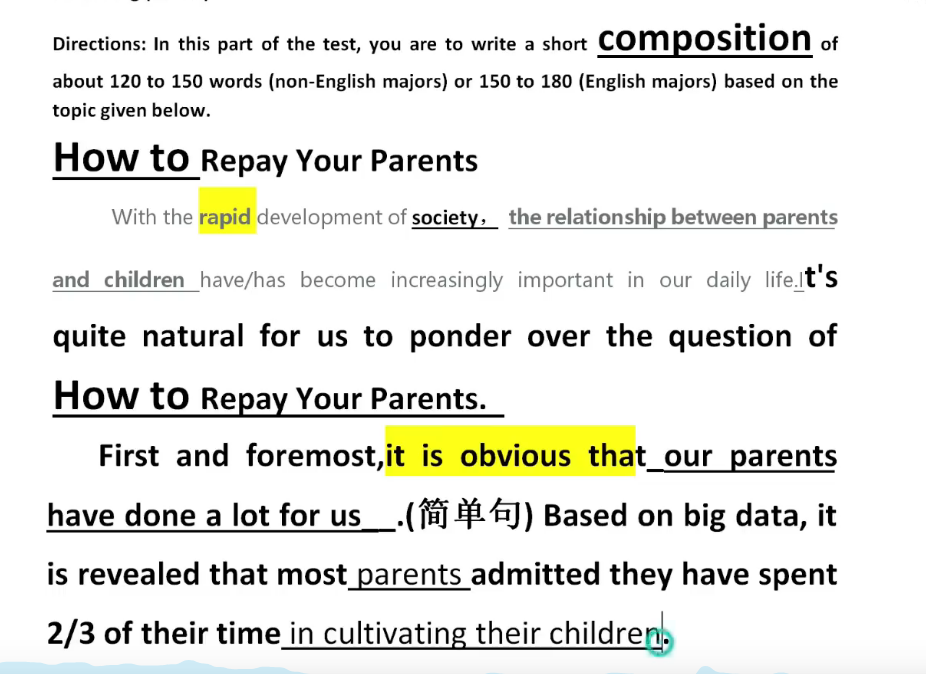 Directions: In this part of the test, you are to write a short composition of
about 120 to 150 words (non-English majors) or 150 to 180 (English majors) based on the
topic given below.
How to Repay Your Parents
With the rapid development of society， the relationship between parents
and children have/has become increasingly important in our daily life.It's
quite natural for us to ponder over the question of
How to Repay Your Parents.
First and foremost,it is obvious that_our parents
have done a lot for us__.(简单句) Based on big data, it
is revealed that most parents admitted they have spent
2/3 of their time in cultivating their children.